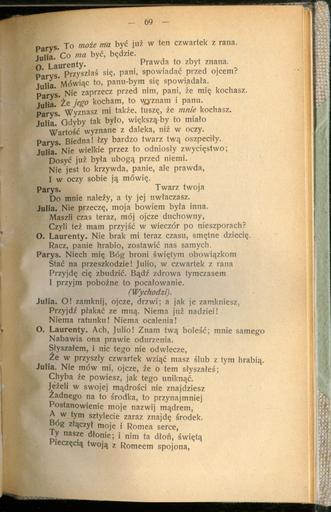 — 69 —
Parys. To może ma być już w ten czwartek z rana.
Julia. Co ma być, będzie.
O. Laurenty. Prawda to zbyt znana.
Parys. Przyszłaś się, pani, spowiadać przed ojcem?
Julia. Mówiąc to, panu-bym się spowiadała.
Parys. Nie zaprzecz przed nim, pani, że mię kochasz.
Julia. Że jego kocham, to wyznam i panu.
Parys. Wyznasz mi także, tuszę, że mnie kochasz.
Julia. Gdyby tak było, większą-by to miało
Wartość wyznane z daleka, niż w oczy.
Parys. Biedna! łzy bardzo twarz twą oszpeciły.
Julia. Nie wielkie przez to odniosły zwycięstwo;
Dosyć już była ubogą przed niemi.
Nie jest to krzywda, panie, ale prawda,
I w oczy sobie ją mówię.
Parys. Twarz twoja
Do mnie należy, a ty jej uwłaczasz.
Julia. Nie przeczę, moja bowiem była inna.
Maszli czas teraz, mój ojcze duchowny,
Czyli też mam przyjść w wieczór po nieszporach?
O. Laurenty. Nie brak mi teraz czasu, smętne dziecię.
Racz, panie hrabio, zostawić nas samych.
Parys. Niech mię Bóg broni świętym obowiązkom
Stać na przeszkodzie! Julio, w czwartek z rana
Przyjdę cię zbudzić. Bądź zdrowa tymczasem
I przyjm pobożne to pocałowanie.
(Wychodzi).
Julia. O! zamknij, ojcze, drzwi; a jak je zamkniesz,
Przyjdź płakać ze mną. Niema już nadziei!
Niema ratunku! Niema ocalenia!
O. Laurenty. Ach, Julio! Znam twą boleść; mnie samego
Nabawia ona prawie odurzenia.
Słyszałem, i nic tego nie odwlecze,
Że w przyszły czwartek wziąć masz ślub z tym hrabią.
Julia. Nie mów mi, ojcze, że o tem słyszałeś;
Chyba że powiesz, jak tego uniknąć.
Jeżeli w swojej mądrości nie znajdziesz
Żadnego na to środka, to przynajmniej
Postanowienie moje nazwij mądrem,
A w tym sztylecie zaraz znajdę środek.
Bóg złączył moje i Romea serce,
Ty nasze dłonie; i nim ta dłoń, świętą
Pieczęcią twoją z Romeem spojona,